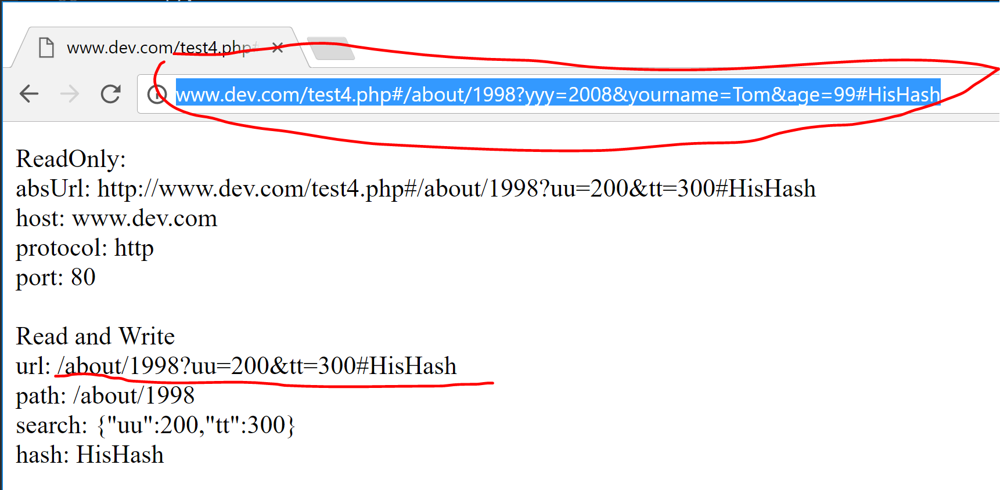 www.dev.com/test4.php#
www.dev.com/test4.php#/about/1998?yyy=2008&yourname=Tom&age=99#HisHash
ReadOnly:
absUrl: http://www.dev.com/test4.php#/about/1998?uu=200&tt=300#HisHash
host: www.dev.com
protocol: http
port: 80
Read and Write
url: /about/1998?uu=200&tt=300#HisHash
path: /about/1998
search: {"uu":200,"tt":300}
hash: HisHash